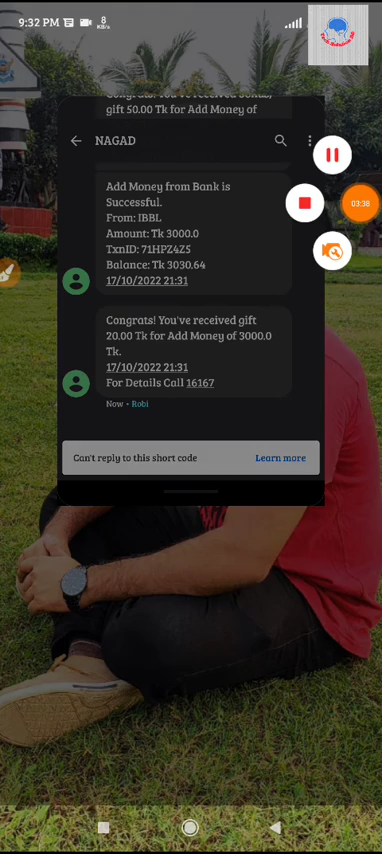 9:32 PM
8
KB/s
gift 50.00 Tk for Add Money of
NAGAD
Add Money from Bank is
Successful.
From: IBBL
Amount: Tk 3000.0
TxnID: 71HPZ4Z5
Balance: Tk 3030.64
17/10/2022 21:31
Congrats! You've received gift
20.00 Tk for Add Money of 3000.0
Tk.
17/10/2022 21:31
For Details Call 16167
Now • Robi
Can't reply to this short code
Learn more
03:38